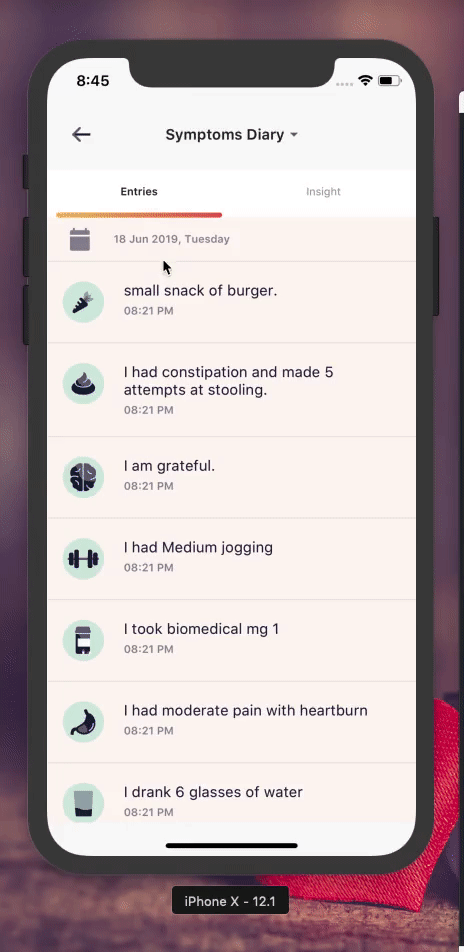 8:45
Symptoms Diary
Entries
Insight
18 Jun 2019, Tuesday
small snack of burger.
08:21 PM
I had constipation and made 5
attempts at stooling.
08:21 PM
I am grateful.
08:21 PM
I had Medium jogging
08:21 PM
I took biomedical mg 1
08:21 PM
I had moderate pain with heartburn
08:21 PM
I drank 6 glasses of water
08:21 PM
iPhone X - 12.1